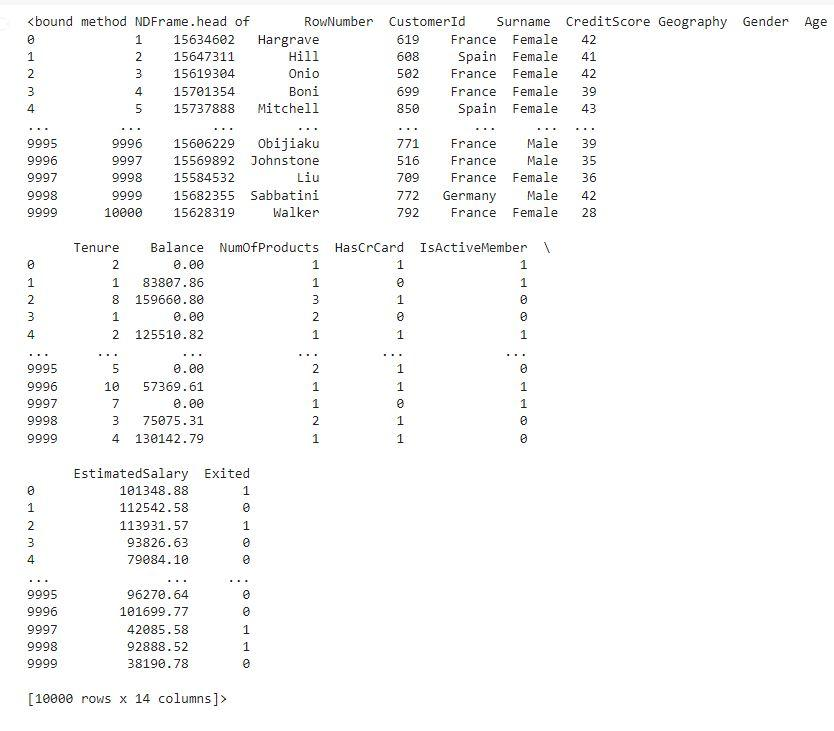 <bound method NDFrame.head of       RowNumber  CustomerId    Surname  CreditScore Geography  Gender  Age
0             1    15634602   Hargrave          619    France  Female   42
1             2    15647311       Hill          608     Spain  Female   41
2             3    15619304       Onio          502    France  Female   42
3             4    15701354       Boni          699    France  Female   39
4             5    15737888   Mitchell          850     Spain  Female   43
...         ...         ...        ...          ...       ...     ...  ...
9995       9996    15606229   Obijiaku          771    France    Male   39
9996       9997    15569892  Johnstone          516    France    Male   35
9997       9998    15584532        Liu          709    France  Female   36
9998       9999    15682355  Sabbatini          772   Germany    Male   42
9999      10000    15628319     Walker          792    France  Female   28
      Tenure    Balance  NumOfProducts  HasCrCard  IsActiveMember  \
0          2       0.00              1          1               1
1          1   83807.86              1          0               1
2          8  159660.80              3          1               0
3          1       0.00              2          0               0
4          2  125510.82              1          1               1
...      ...        ...            ...        ...             ...
9995       5       0.00              2          1               0
9996      10   57369.61              1          1               1
9997       7       0.00              1          0               1
9998       3   75075.31              2          1               0
9999       4  130142.79              1          1               0
      EstimatedSalary  Exited
0           101348.88       1
1           112542.58       0
2           113931.57       1
3            93826.63       0
4            79084.10       0
...               ...     ...
9995         96270.64       0
9996        101699.77       0
9997         42085.58       1
9998         92888.52       1
9999         38190.78       0
[10000 rows x 14 columns]>